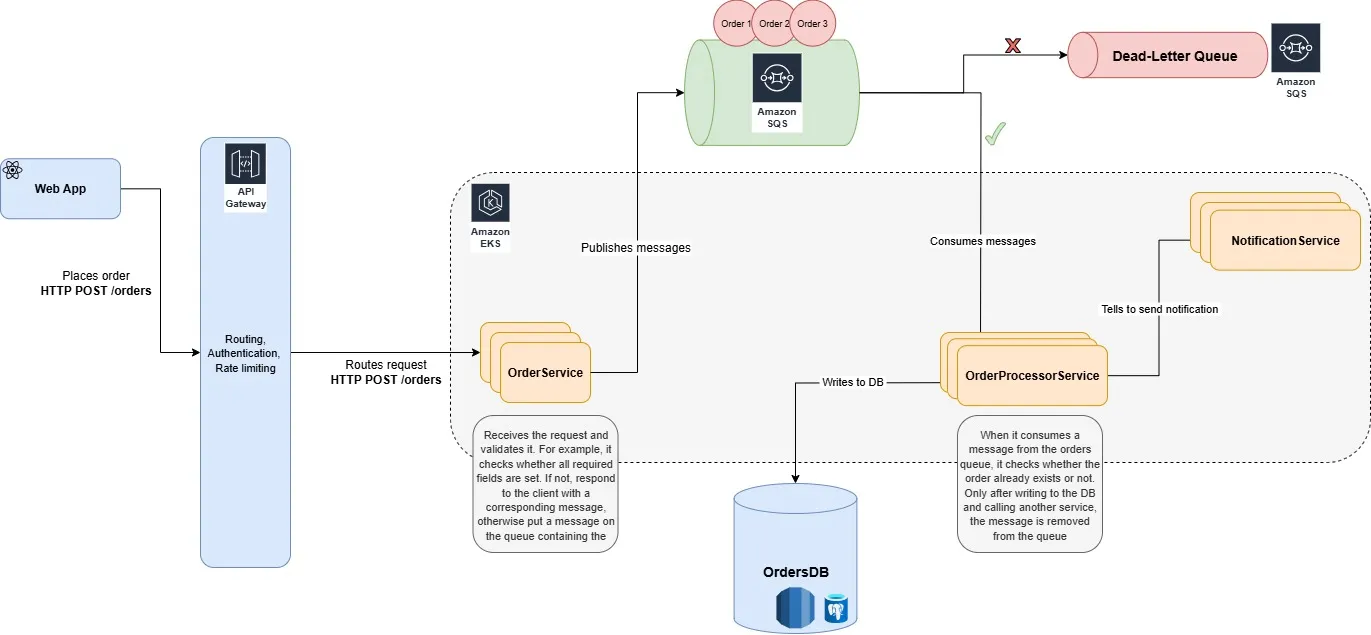 Order 1
Order 2
Order 3
Amazon
SQS
Dead-Letter Queue
Amazon
SQS
Web App
API
Gateway
Places order
HTTP POST /orders
Routing,
Authentication,
Rate limiting
Routes request
HTTP POST /orders
Amazon
EKS
Publishes messages
Consumes messages
NotificationService
Tells to send notification
OrderService
OrderProcessorService
Writes to DB
Receives the request and
validates it. For example, it
checks whether all required
fields are set. If not, respond
to the client with a
corresponding message,
otherwise put a message on
the queue containing the
When it consumes a
message from the orders
queue, it checks whether the
order already exists or not.
Only after writing to the DB
and calling another service,
the message is removed
from the queue
OrdersDB